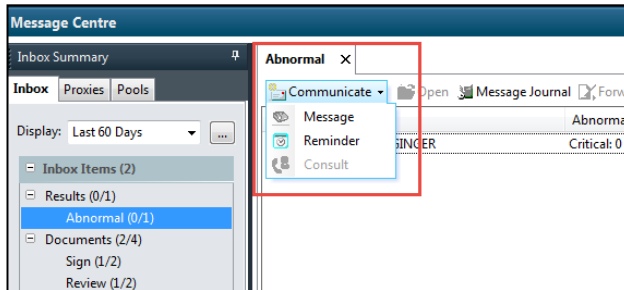 Message Centre
Inbox Summary
Inbox Proxies Pools
Display: Last 60 Days ...
Inbox Items (2)
Results (0/1)
Abnormal (0/1)
Documents (2/4)
Sign (1/2)
Review (1/2)
Abnormal X
Communicate Open Message Journal Forw
Message
Reminder
Consult
Abnorma
GINGER Critical: 0